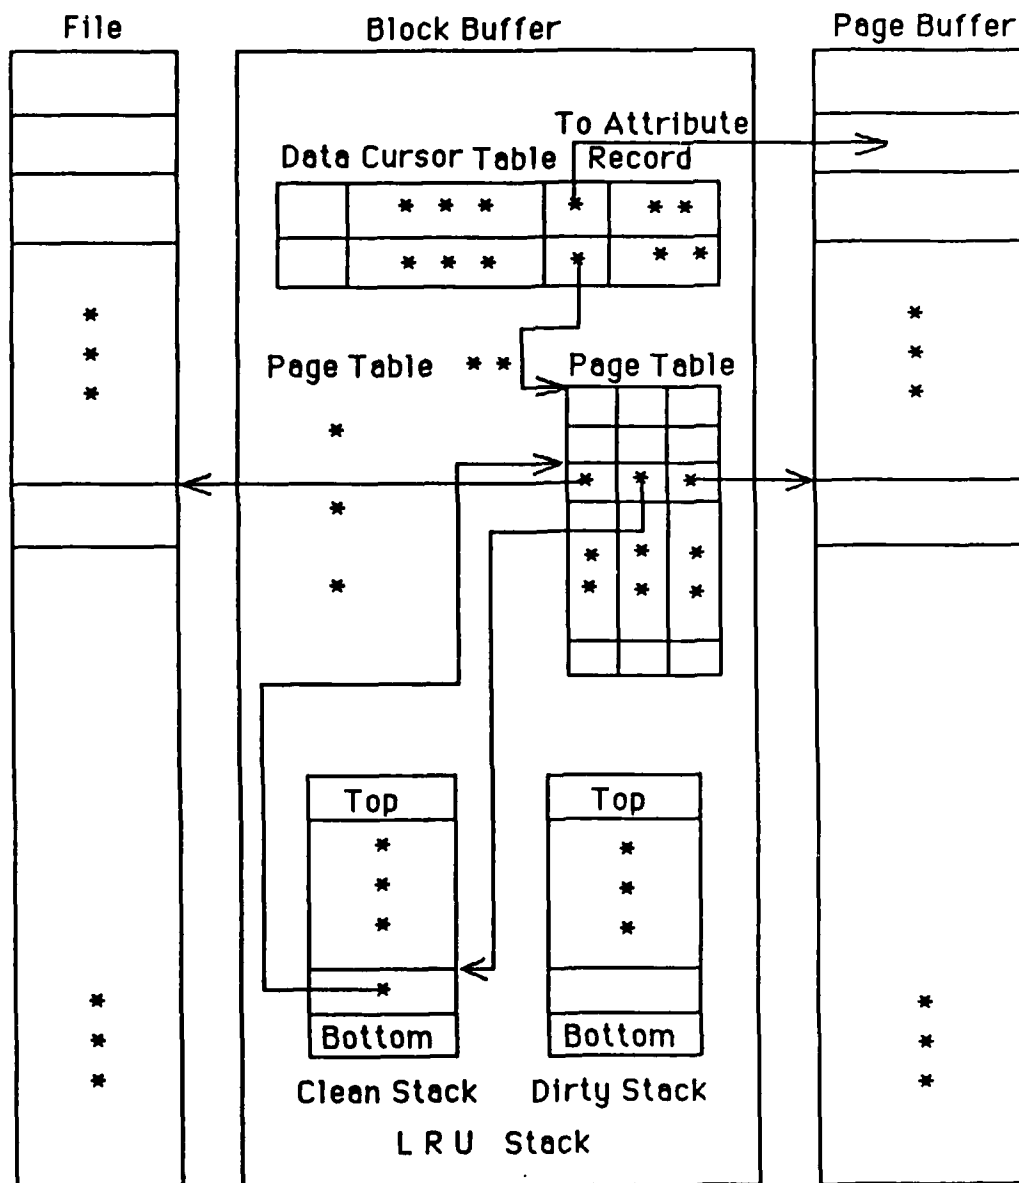 File
Block Buffer
Page Buffer
To Attribute
Data Cursor Table Record
* * * * * *
* * * * * *
Page Table * * Page Table
*
*
*
*
*
*
*
*
*
* * *
* * *
* * *
Top
*
*
*
*
Bottom
Clean Stack
Top
*
*
*
Bottom
Dirty Stack
L R U Stack
*
*
*
*
*
*